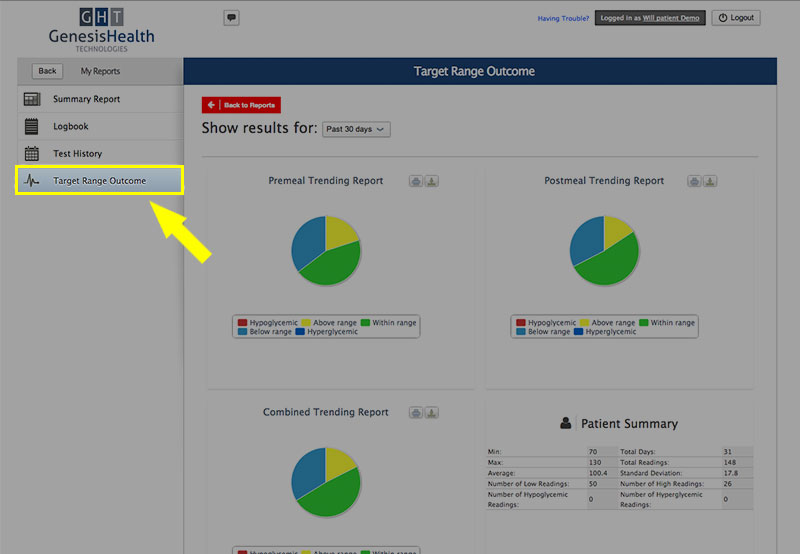 GHT
GenesisHealth
TECHNOLOGIES
Having Trouble?
Logged in as Will patient Demo
Logout
Back
My Reports
Target Range Outcome
Summary Report
Logbook
Test History
Target Range Outcome
Back to Reports
Show results for: Past 30 days
Premeal Trending Report
Postmeal Trending Report
Hypoglycemic Above range Within range
Below range Hyperglycemic
Hypoglycemic Above range Within range
Below range Hyperglycemic
Combined Trending Report
Hypoglycemic Above range Within range
Patient Summary
Min: 70 Total Days: 31
Max: 130 Total Readings: 148
Average: 100.4 Standard Deviation: 17.8
Number of Low Readings: 50 Number of High Readings: 26
Number of Hypoglycemic Readings: 0 Number of Hyperglycemic Readings: 0